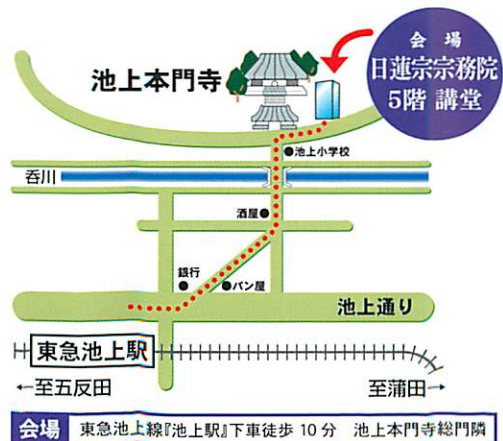 会場
日蓮宗宗務院
5階 講堂
池上本門寺
池上小学校
呑川
酒屋
銀行
パン屋
池上通り
東急池上駅
←至五反田
至蒲田→
会場 東急池上線『池上駅』下車徒歩 10 分 池上本門寺総門隣